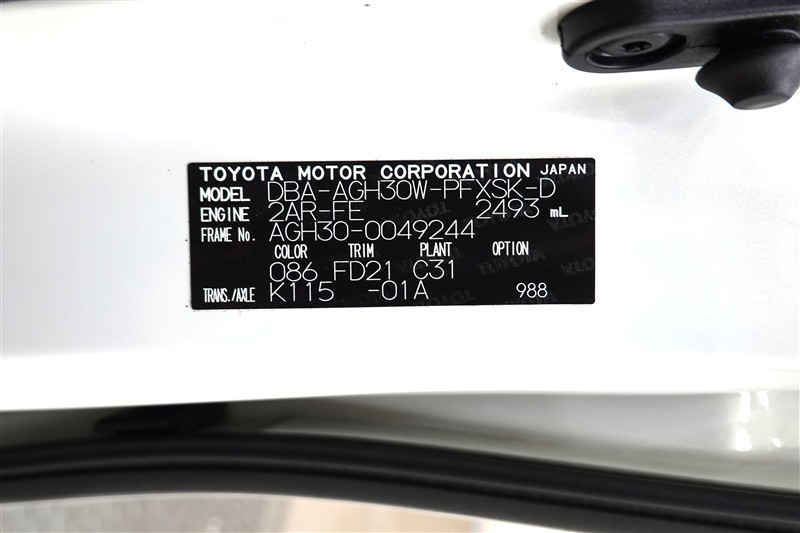 TOYOTA MOTOR CORPORATION JAPAN
MODEL DBA-AGH30W-PFXSK-D
ENGINE 2AR-FE 2493 mL
FRAME No. AGH30-0049244
COLOR TRIM PLANT OPTION
086 FD21 C31
TRANS./AXLE K115 -01A 988